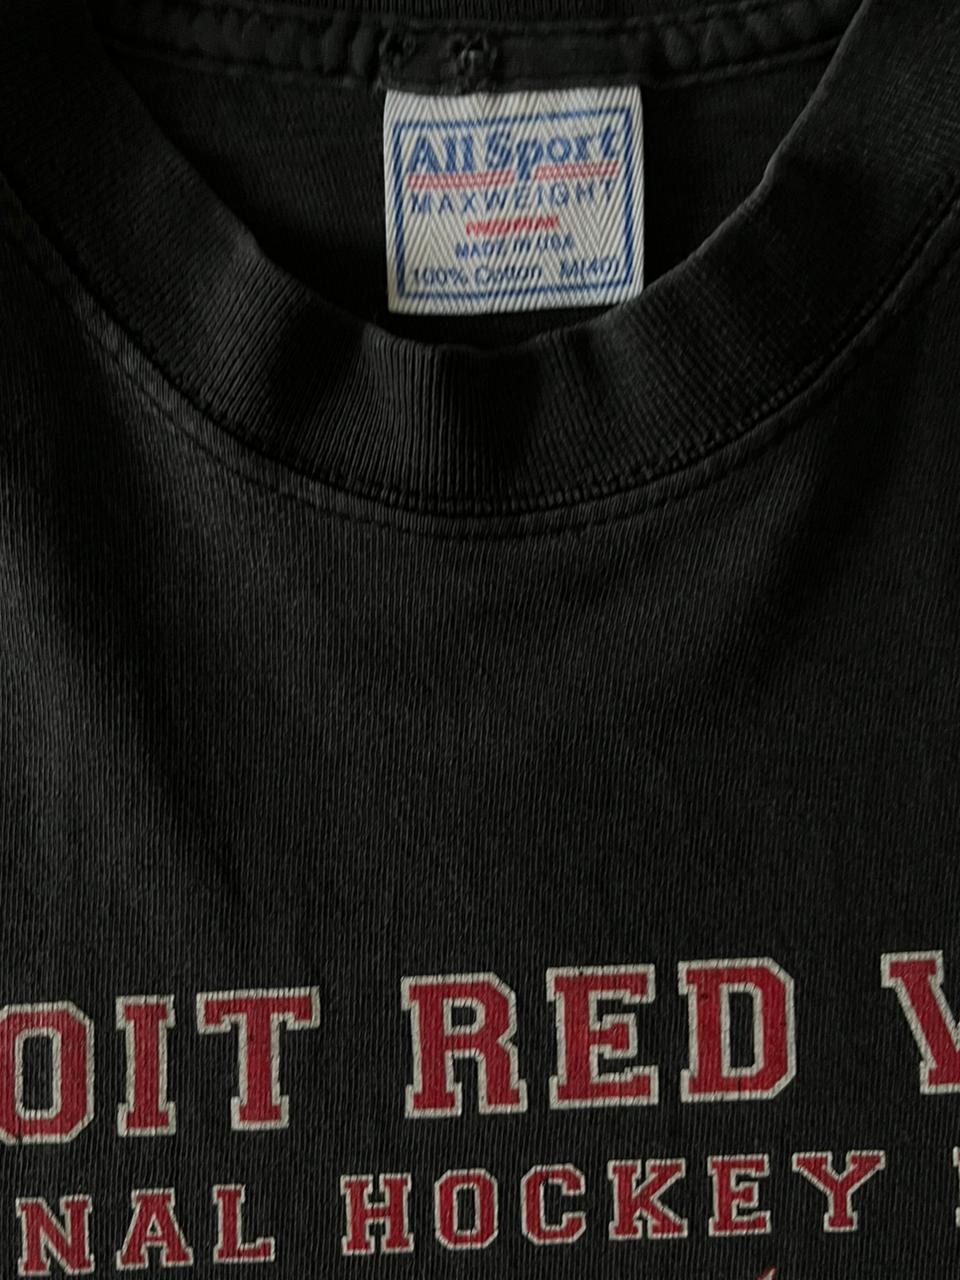 All Sport
MAXWEIGHT
MADE IN USA
100% Cotton M(40)
OIT RED W
NAL HOCKEY